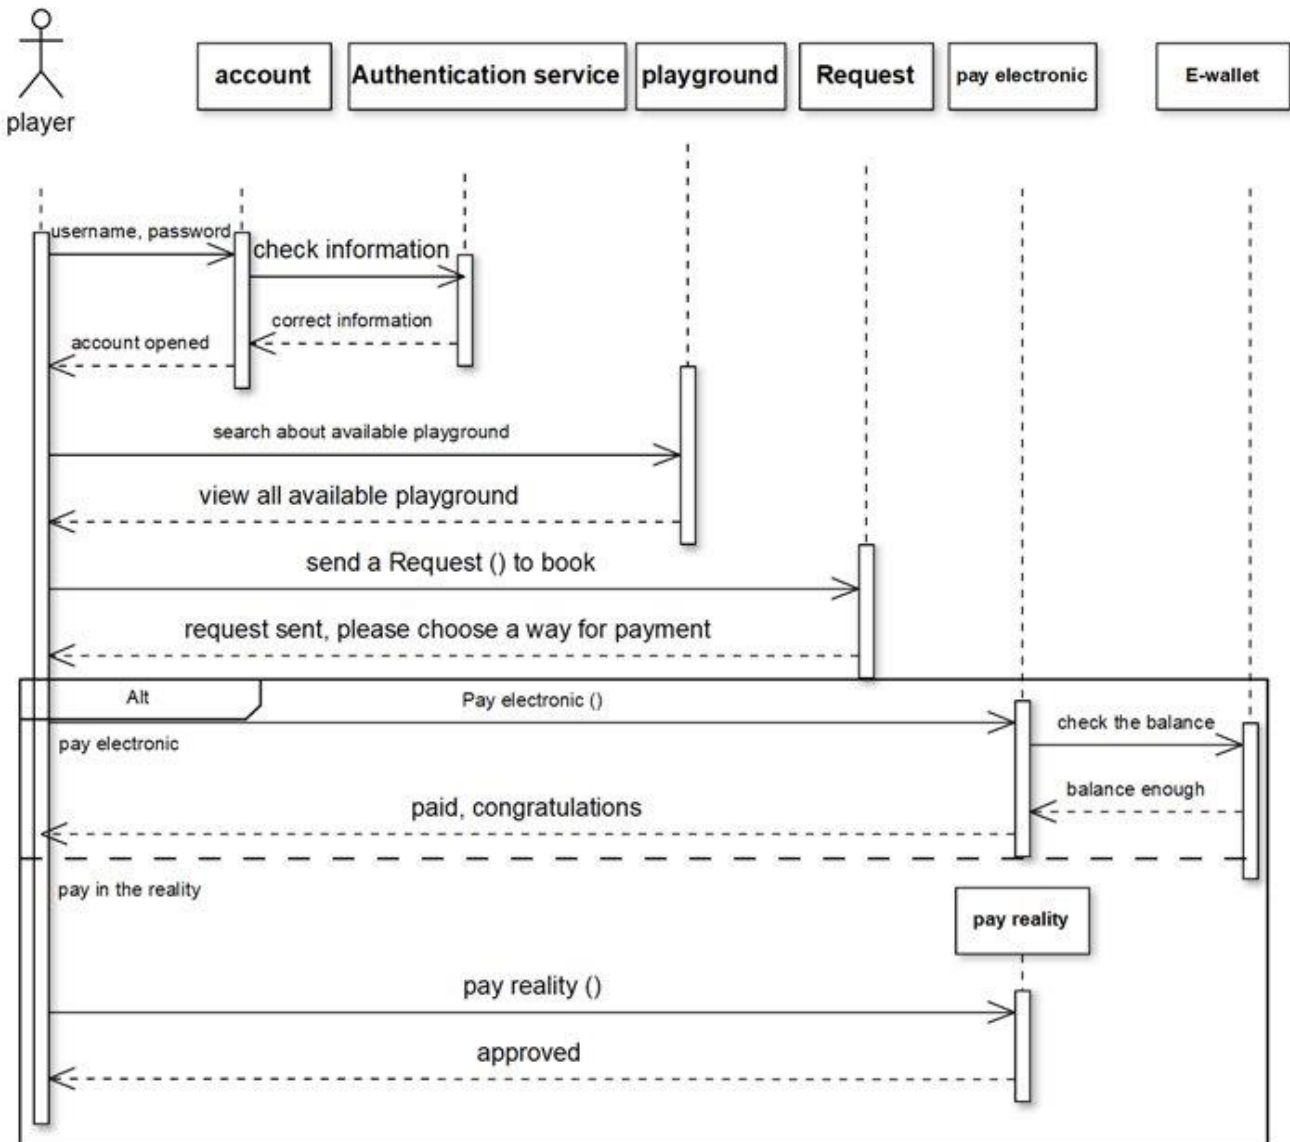 player
account
Authentication service
playground
Request
pay electronic
E-wallet
username, password
check information
correct information
account opened
search about available playground
view all available playground
send a Request () to book
request sent, please choose a way for payment
Alt
Pay electronic ()
pay electronic
check the balance
balance enough
paid, congratulations
pay in the reality
pay reality
pay reality ()
approved